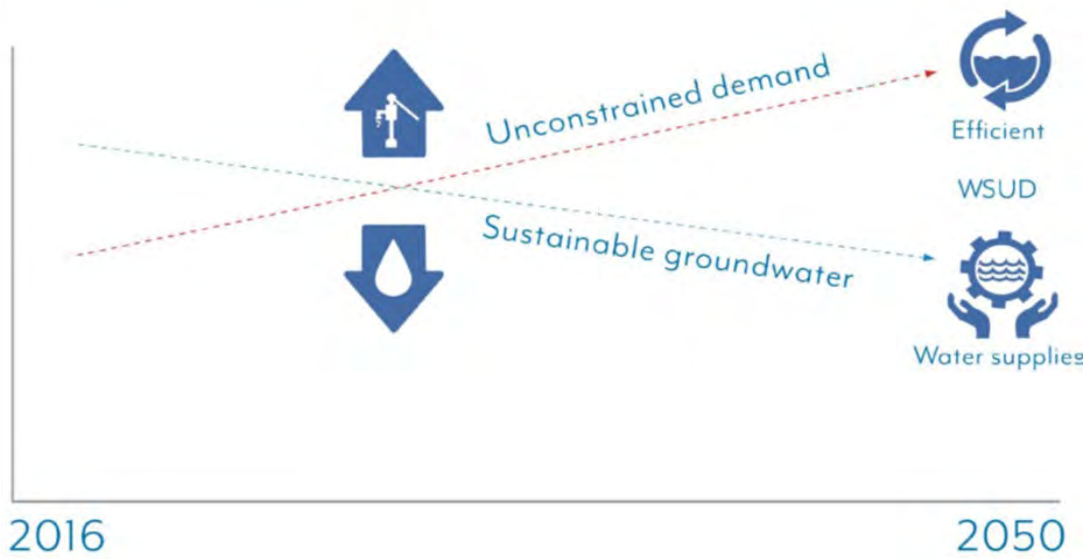 Unconstrained demand
Efficient
WSUD
Sustainable groundwater
Water supplies
2016
2050